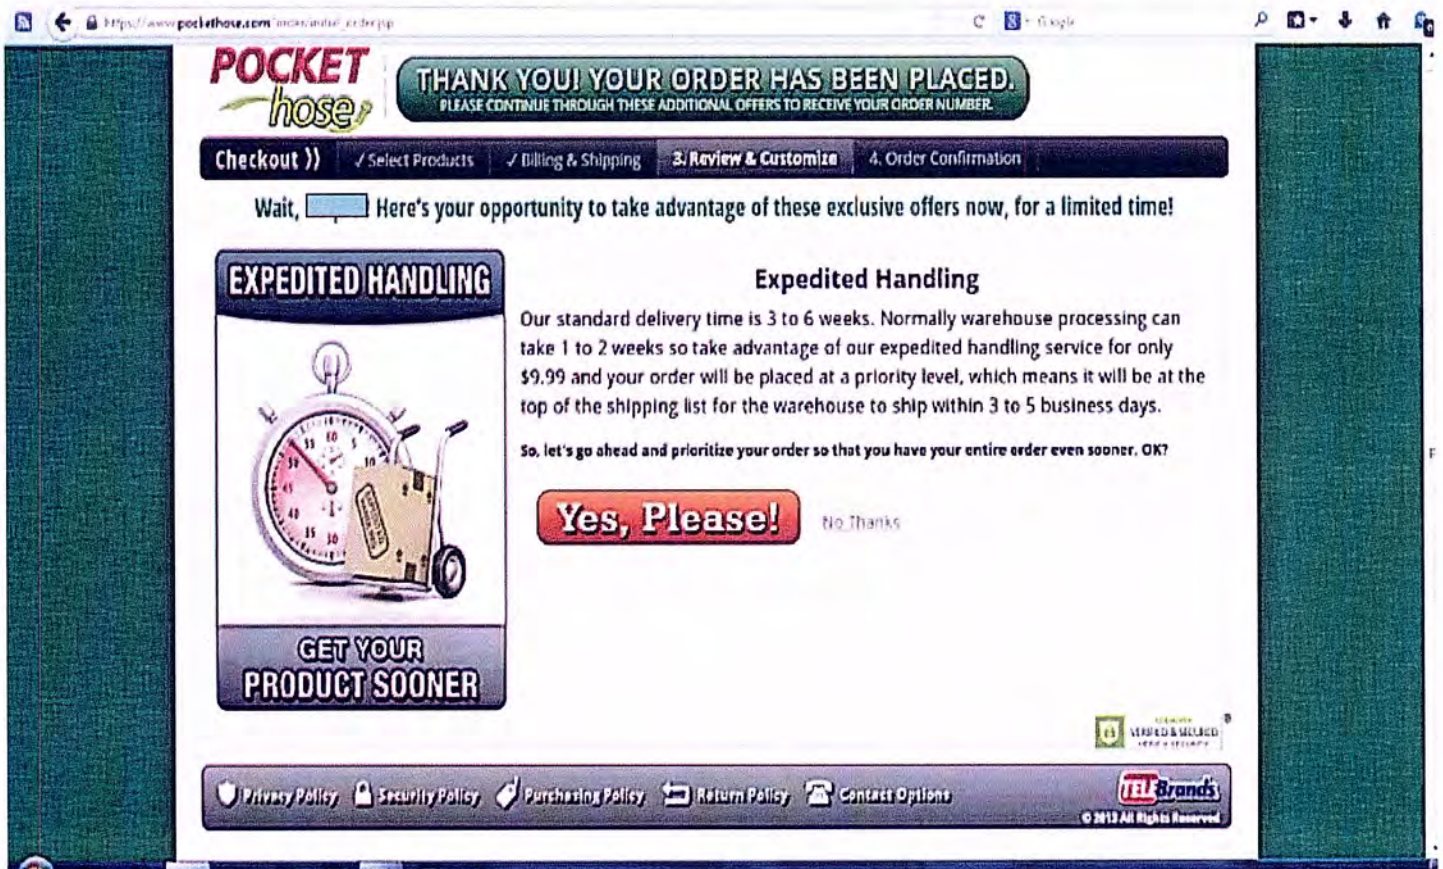 https://www.pockethose.com
POCKET
hose
THANK YOU! YOUR ORDER HAS BEEN PLACED.
PLEASE CONTINUE THROUGH THESE ADDITIONAL OFFERS TO RECEIVE YOUR ORDER NUMBER.
Checkout )) ✓ Select Products ✓ Billing & Shipping 3. Review & Customize 4. Order Confirmation
Wait, Here's your opportunity to take advantage of these exclusive offers now, for a limited time!
EXPEDITED HANDLING
Expedited Handling
Our standard delivery time is 3 to 6 weeks. Normally warehouse processing can
take 1 to 2 weeks so take advantage of our expedited handling service for only
$9.99 and your order will be placed at a priority level, which means it will be at the
top of the shipping list for the warehouse to ship within 3 to 5 business days.
So, let's go ahead and prioritize your order so that you have your entire order even sooner, OK?
Yes, Please! No Thanks
GET YOUR
PRODUCT SOONER
VERIFIED & SECURED
Privacy Policy Security Policy Purchasing Policy Return Policy Contact Options
TELEBrands
© 2013 All Rights Reserved